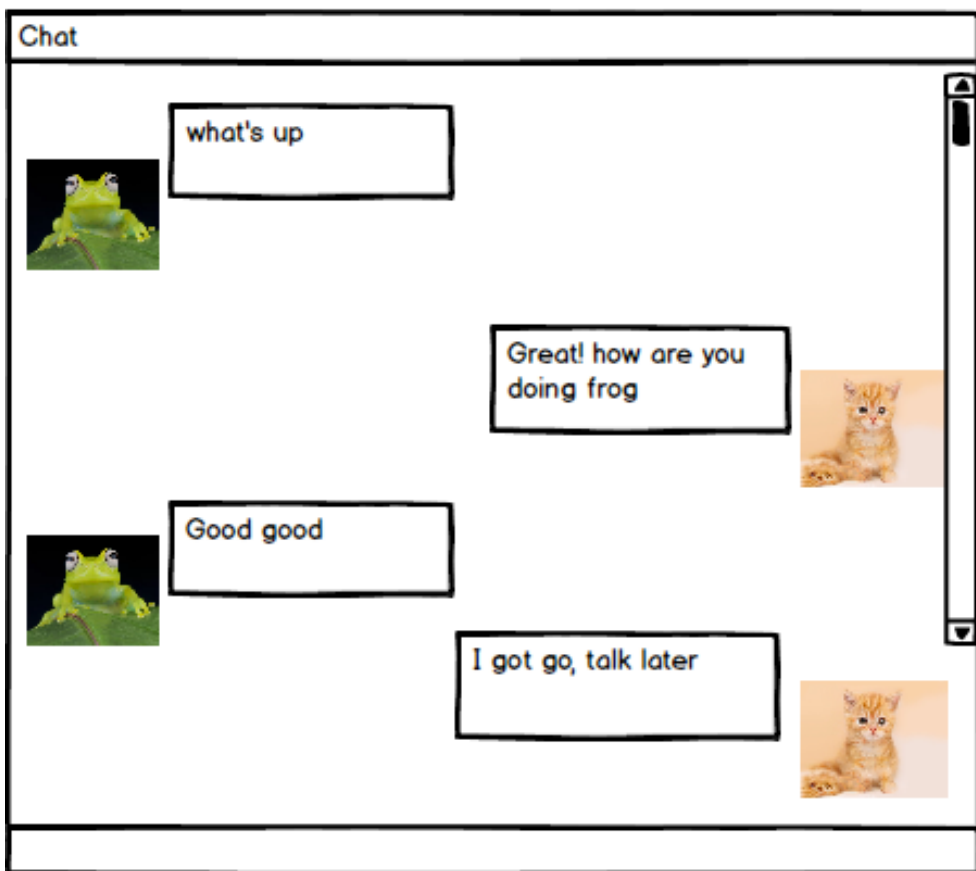 Chat
what's up
Great! how are you
doing frog
Good good
I got go, talk later